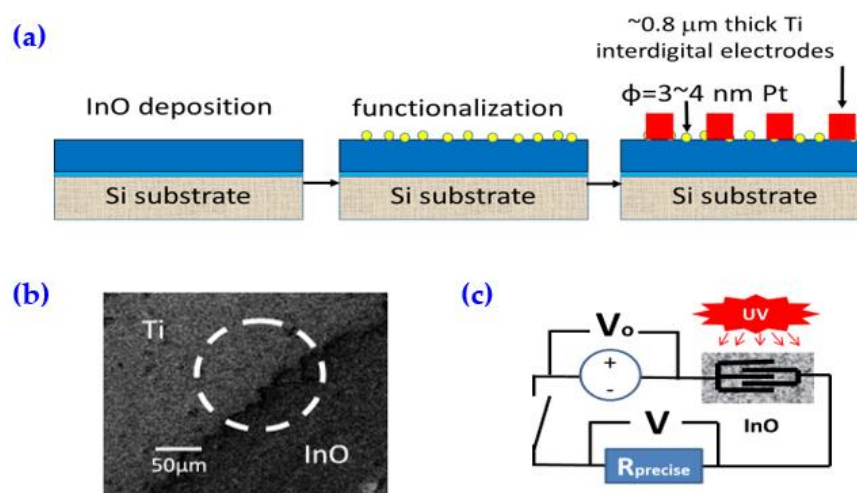 (a)
~0.8 μm thick Ti
interdigital electrodes
InO deposition
functionalization
ϕ=3~4 nm Pt
Si substrate
Si substrate
Si substrate
(b)
Ti
50μm
InO
(c)
UV
Vo
+
-
InO
V
Rprecise